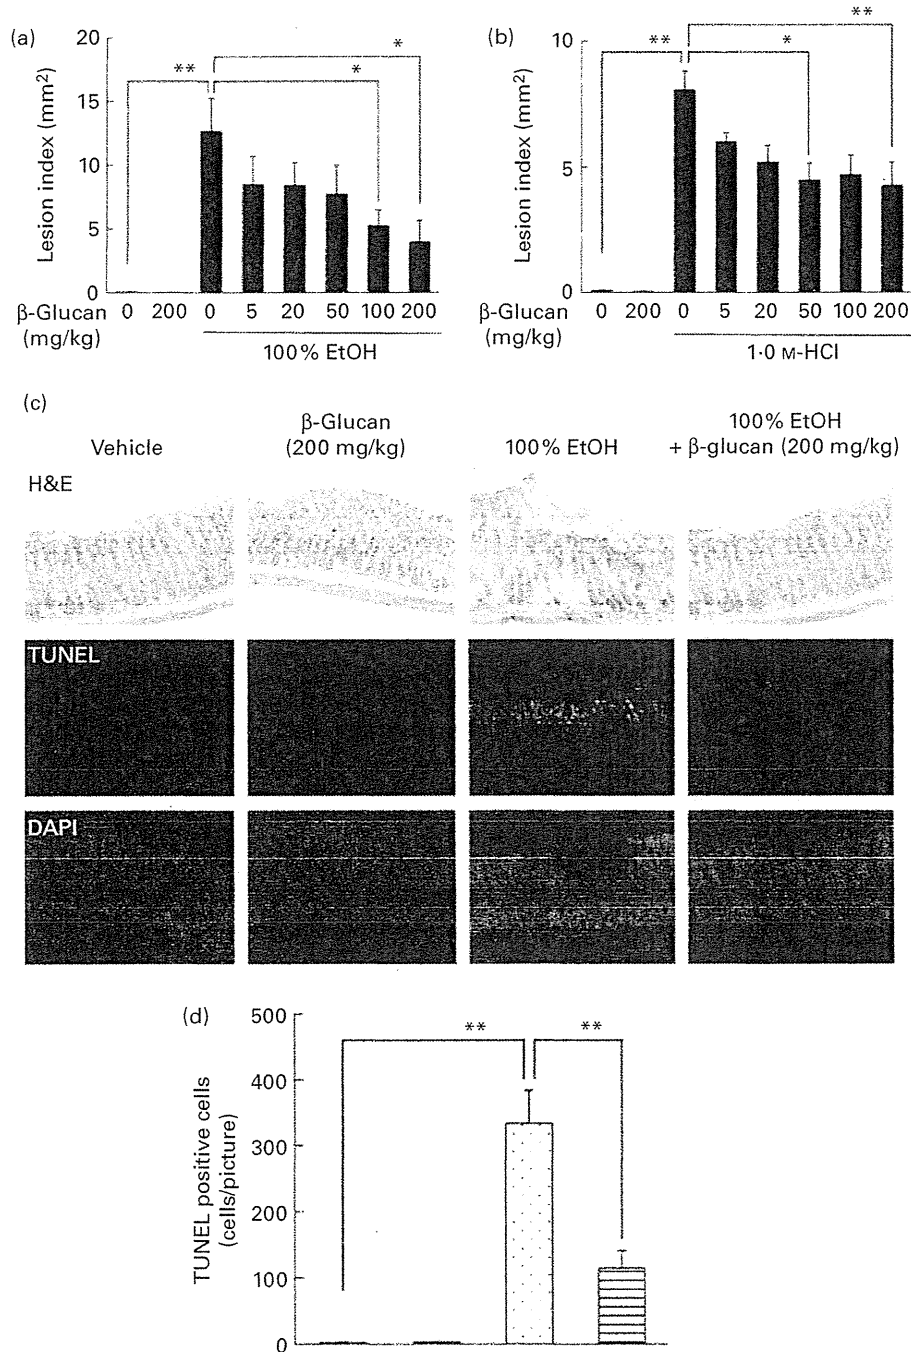 (a)
Lesion index (mm²)
20
15
10
5
0
**
*
*
β-Glucan (mg/kg)
0 200 0 5 20 50 100 200
100% EtOH
(b)
Lesion index (mm²)
10
5
0
**
*
**
β-Glucan (mg/kg)
0 200 0 5 20 50 100 200
1·0 M-HCl
(c)
Vehicle
β-Glucan
(200 mg/kg)
100% EtOH
100% EtOH
+ β-glucan (200 mg/kg)
H&E
TUNEL
DAPI
(d)
TUNEL positive cells
(cells/picture)
500
400
300
200
100
0
**
**